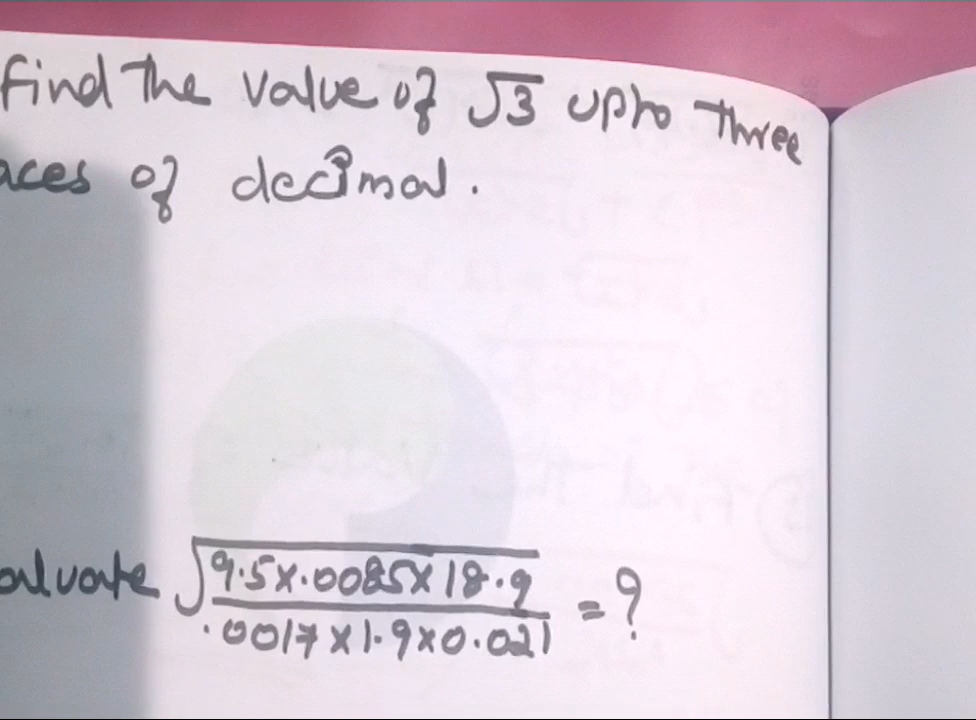 find the value of √3 upto three
aces of decimal.
aluate √(9.5×.0085×18.9 / .0017×1.9×0.021) = ?